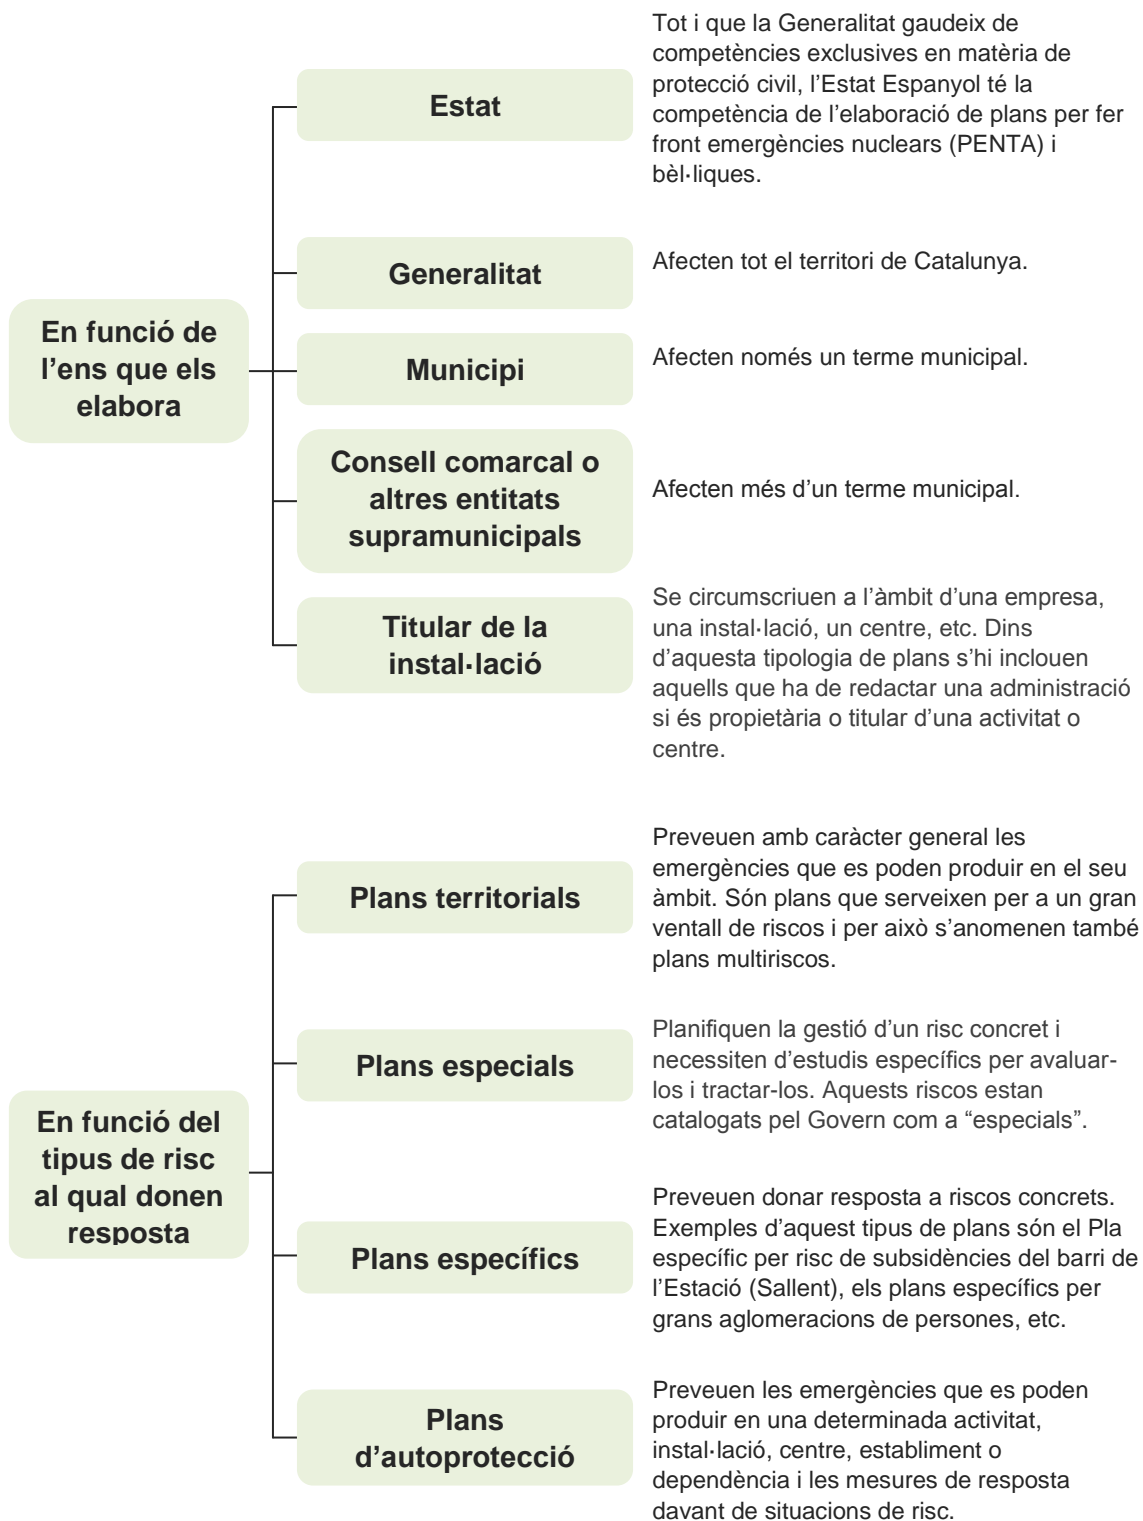 Tot i que la Generalitat gaudeix de
competències exclusives en matèria de
protecció civil, l’Estat Espanyol té la
competència de l’elaboració de plans per fer
front emergències nuclears (PENTA) i
bèl·liques.
Estat
Generalitat
Afecten tot el territori de Catalunya.
En funció de
l’ens que els
elabora
Municipi
Afecten només un terme municipal.
Consell comarcal o
altres entitats
supramunicipals
Afecten més d’un terme municipal.
Titular de la
instal·lació
Se circumscriuen a l’àmbit d’una empresa,
una instal·lació, un centre, etc. Dins
d’aquesta tipologia de plans s’hi inclouen
aquells que ha de redactar una administració
si és propietària o titular d’una activitat o
centre.
Plans territorials
Preveuen amb caràcter general les
emergències que es poden produir en el seu
àmbit. Són plans que serveixen per a un gran
ventall de riscos i per això s’anomenen també
plans multiriscos.
Plans especials
Planifiquen la gestió d’un risc concret i
necessiten d’estudis específics per avaluar-
los i tractar-los. Aquests riscos estan
catalogats pel Govern com a “especials”.
En funció del
tipus de risc
al qual donen
resposta
Plans específics
Preveuen donar resposta a riscos concrets.
Exemples d’aquest tipus de plans són el Pla
específic per risc de subsidències del barri de
l’Estació (Sallent), els plans específics per
grans aglomeracions de persones, etc.
Plans
d’autoprotecció
Preveuen les emergències que es poden
produir en una determinada activitat,
instal·lació, centre, establiment o
dependència i les mesures de resposta
davant de situacions de risc.